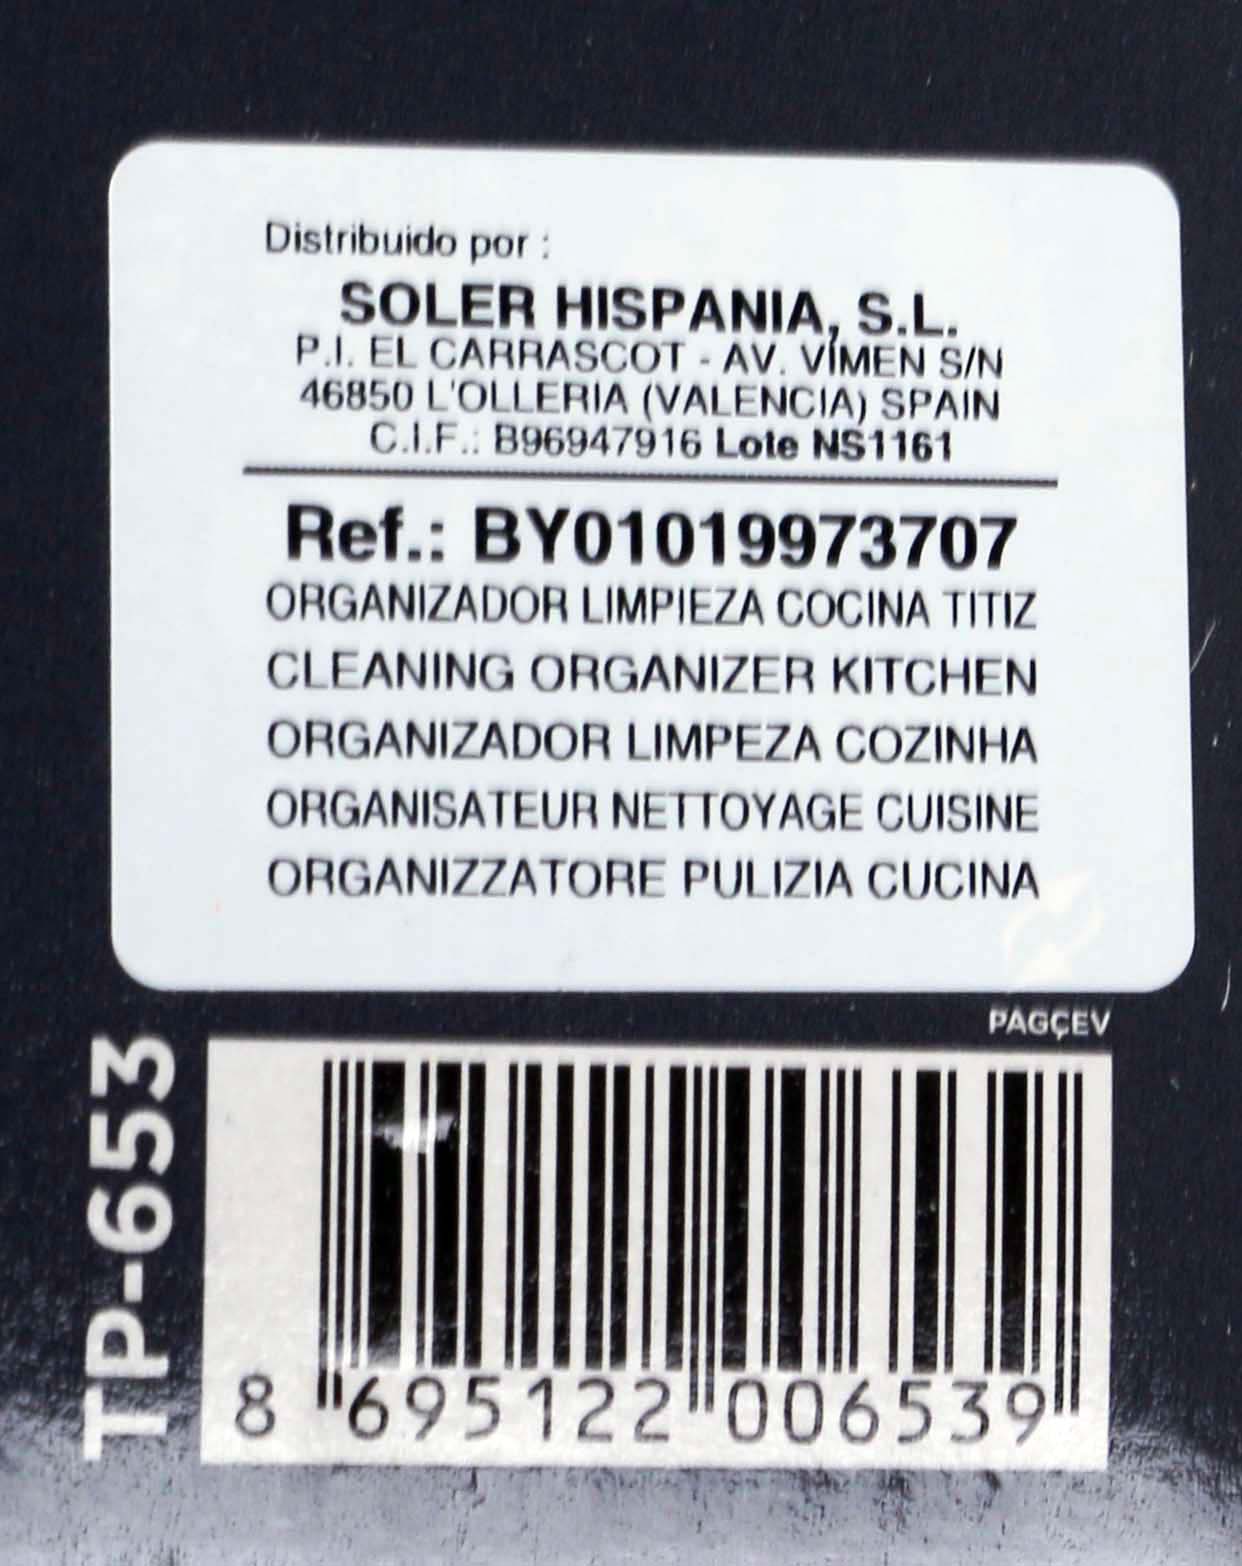 Distribuido por :
SOLER HISPANIA, S.L.
P.I. EL CARRASCOT - AV. VIMEN S/N
46850 L'OLLERIA (VALENCIA) SPAIN
C.I.F.: B96947916 Lote NS1161
Ref.: BY01019973707
ORGANIZADOR LIMPIEZA COCINA TITIZ
CLEANING ORGANIZER KITCHEN
ORGANIZADOR LIMPEZA COZINHA
ORGANISATEUR NETTOYAGE CUISINE
ORGANIZZATORE PULIZIA CUCINA
PAGÇEV
TP-653
8 695122 006539